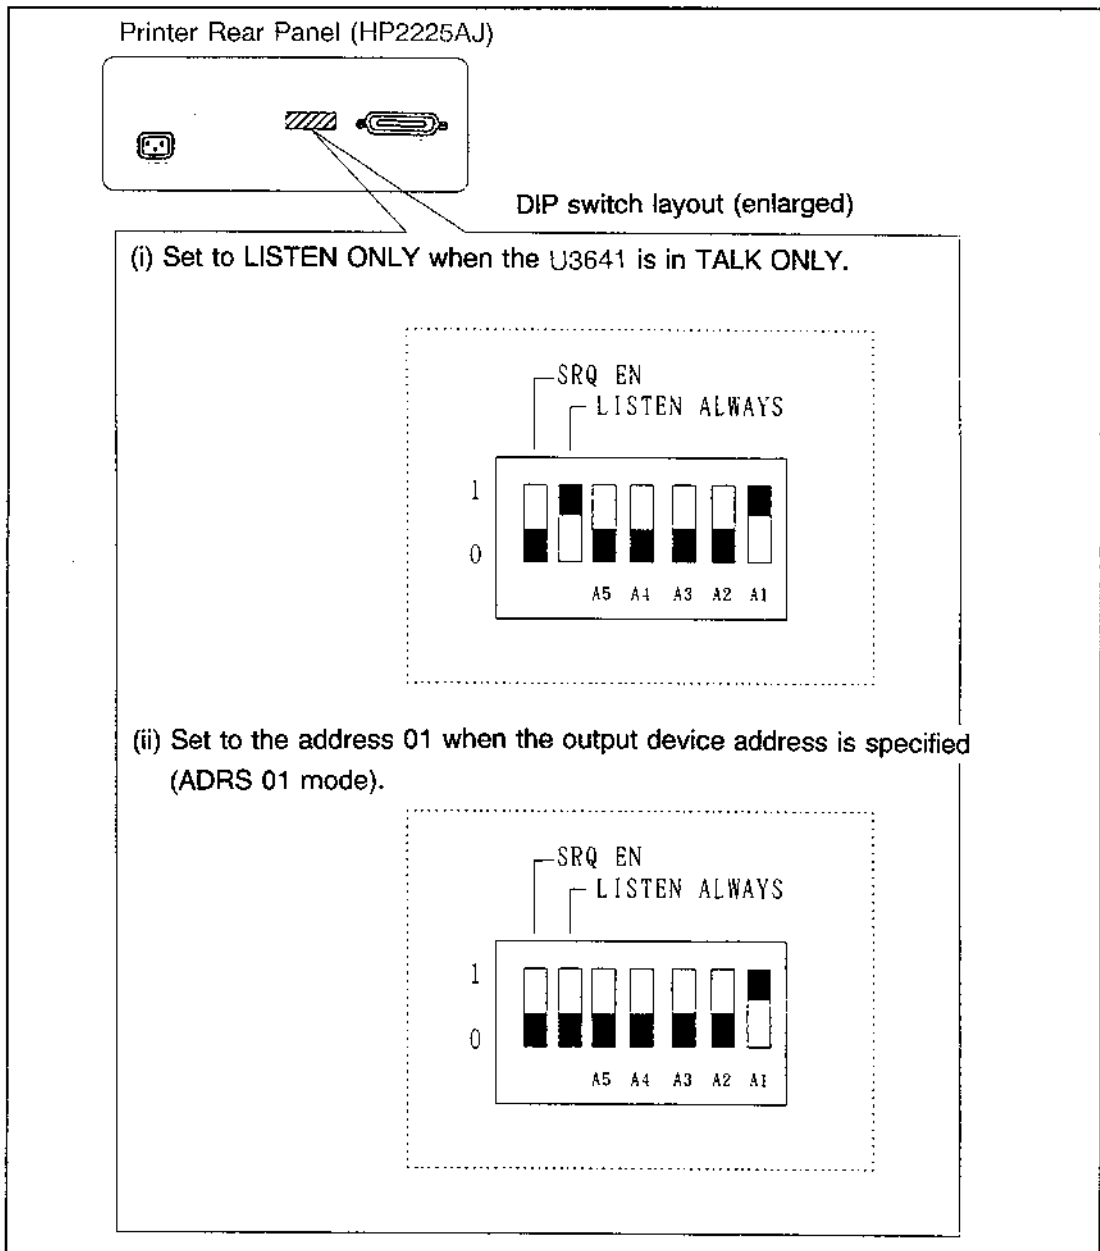 Printer Rear Panel (HP2225AJ)
DIP switch layout (enlarged)
(i) Set to LISTEN ONLY when the U3641 is in TALK ONLY.
SRQ EN
LISTEN ALWAYS
1
0
A5 A4 A3 A2 A1
(ii) Set to the address 01 when the output device address is specified
(ADRS 01 mode).
SRQ EN
LISTEN ALWAYS
1
0
A5 A4 A3 A2 A1